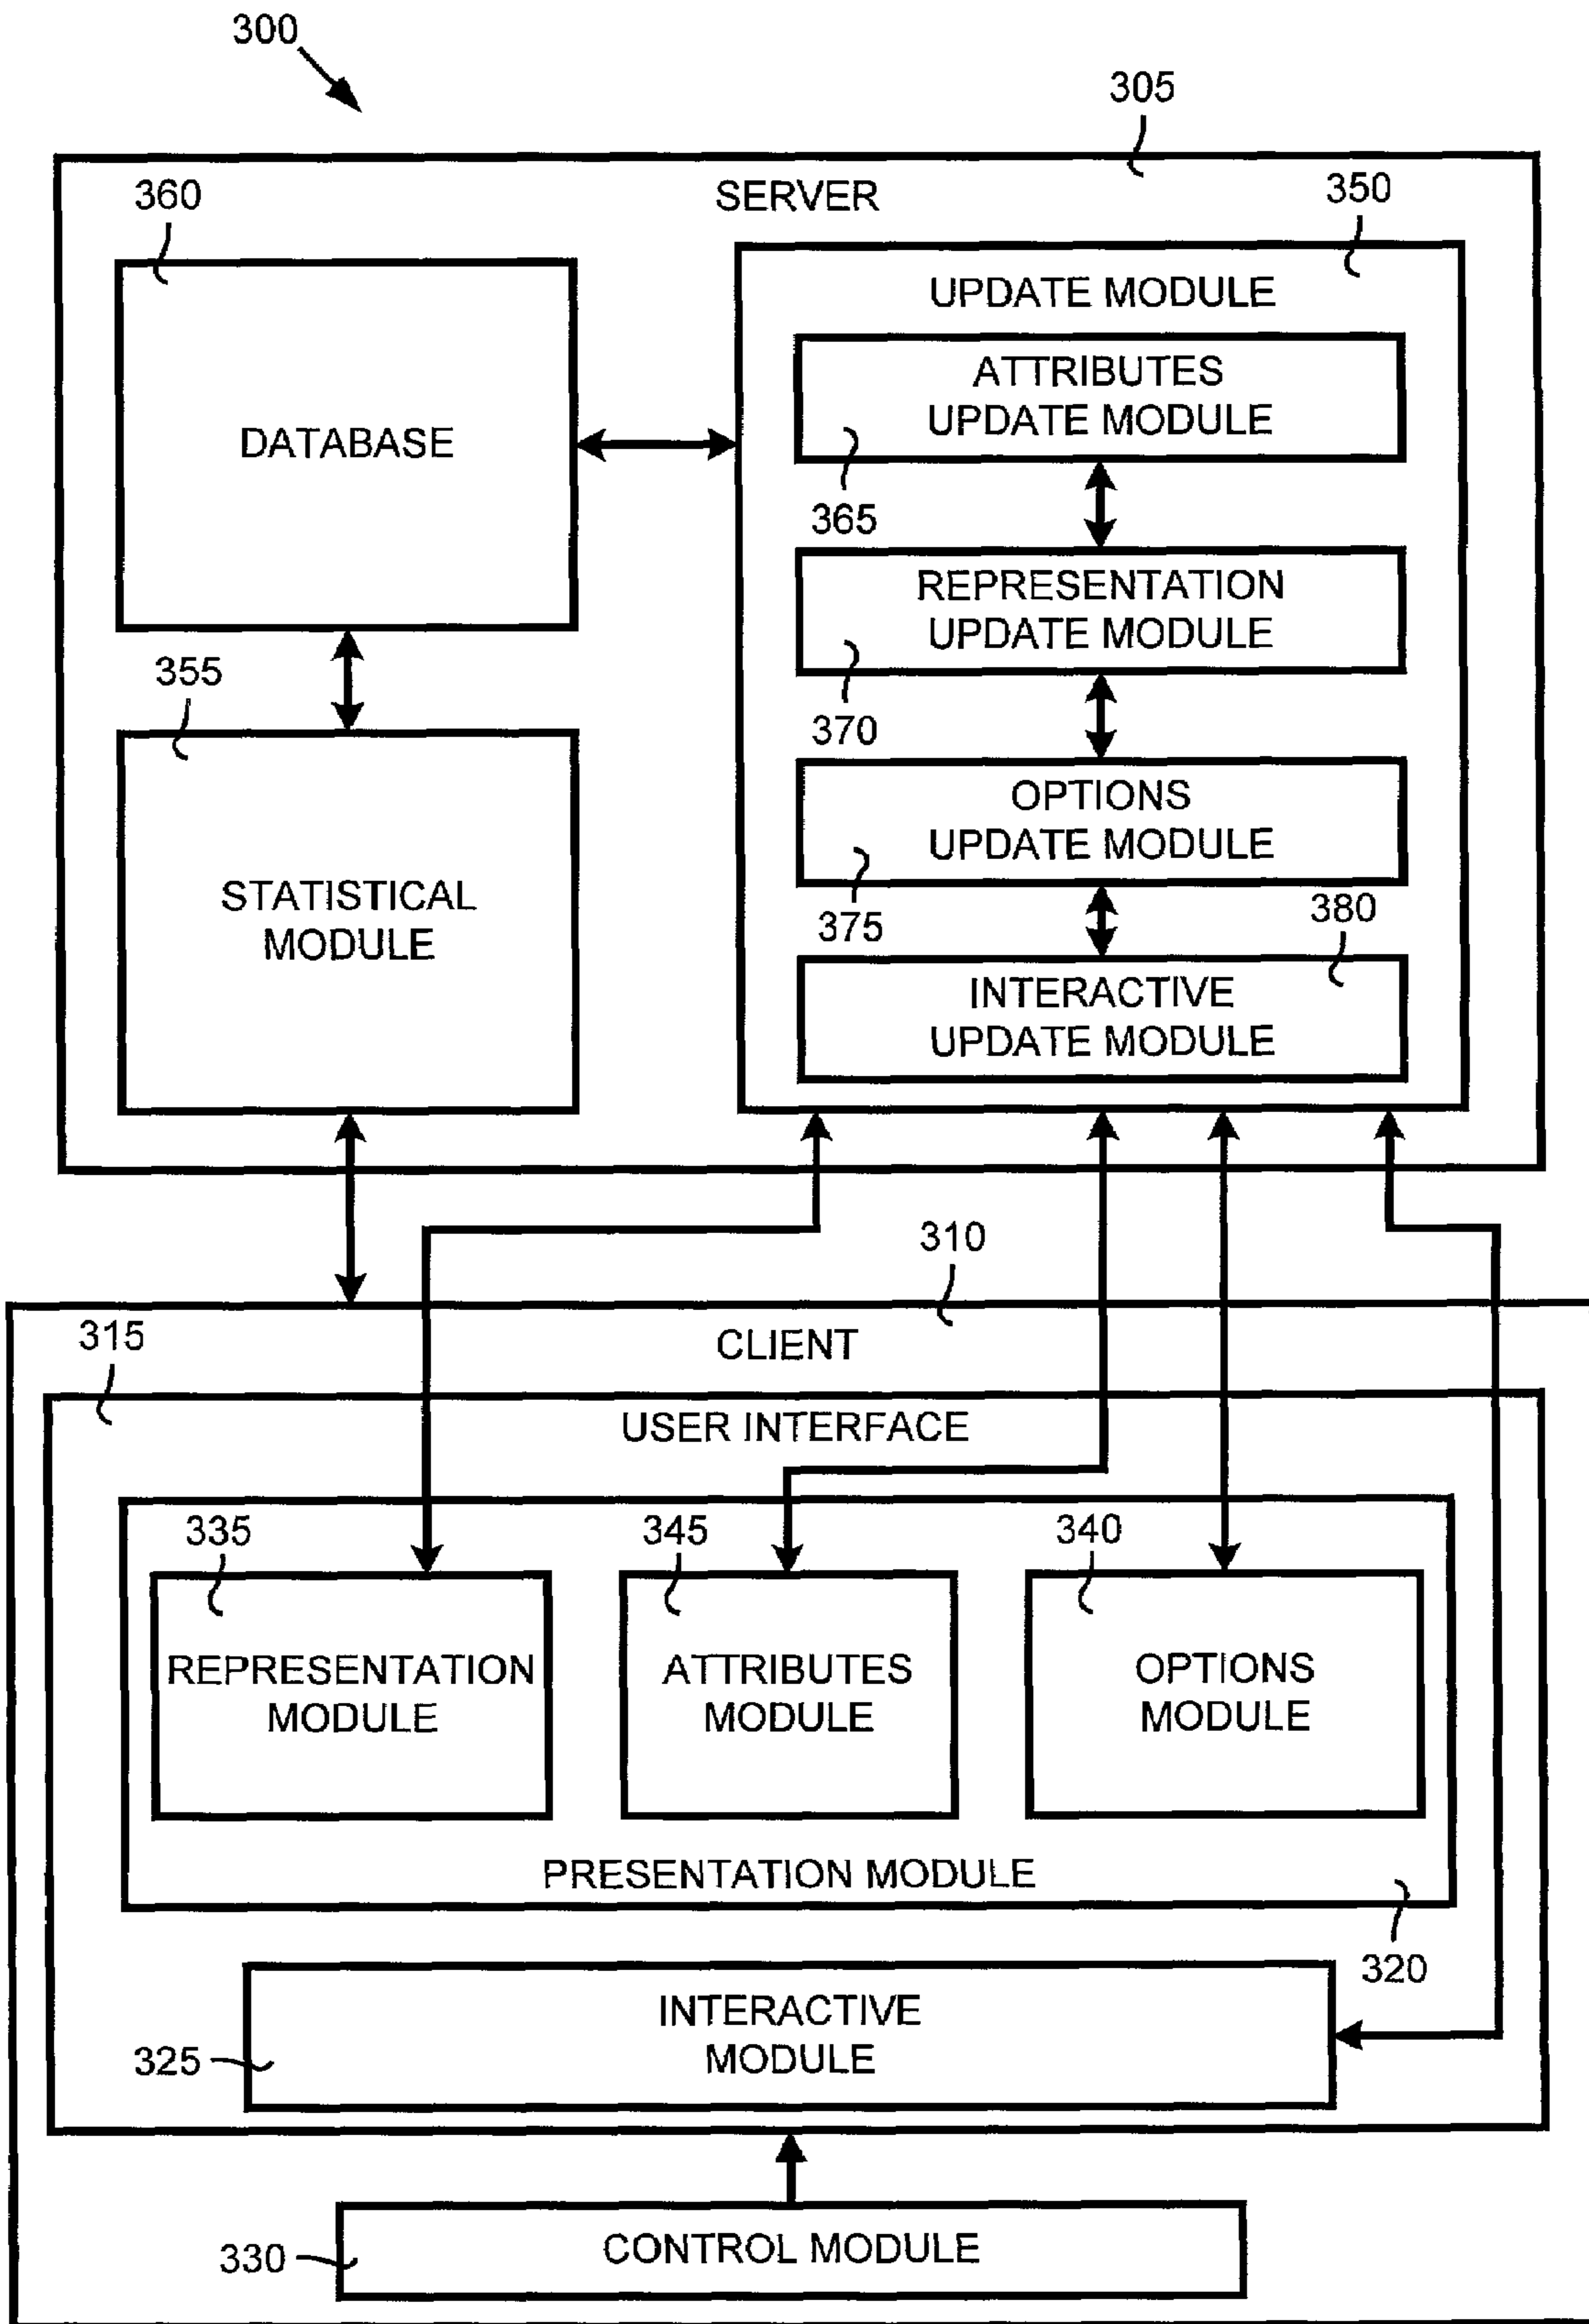 300
305
SERVER
360
350
UPDATE MODULE
ATTRIBUTES
UPDATE MODULE
DATABASE
365
REPRESENTATION
UPDATE MODULE
355
370
OPTIONS
UPDATE MODULE
STATISTICAL
MODULE
375
380
INTERACTIVE
UPDATE MODULE
310
315
CLIENT
USER INTERFACE
335
345
340
REPRESENTATION
MODULE
ATTRIBUTES
MODULE
OPTIONS
MODULE
PRESENTATION MODULE
320
INTERACTIVE
MODULE
325
330
CONTROL MODULE